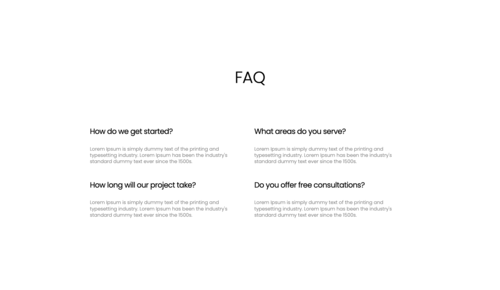 FAQ
How do we get started?
Lorem Ipsum is simply dummy text of the printing and
typesetting industry. Lorem Ipsum has been the industry's
standard dummy text ever since the 1500s.
What areas do you serve?
Lorem Ipsum is simply dummy text of the printing and
typesetting industry. Lorem Ipsum has been the industry's
standard dummy text ever since the 1500s.
How long will our project take?
Lorem Ipsum is simply dummy text of the printing and
typesetting industry. Lorem Ipsum has been the industry's
standard dummy text ever since the 1500s.
Do you offer free consultations?
Lorem Ipsum is simply dummy text of the printing and
typesetting industry. Lorem Ipsum has been the industry's
standard dummy text ever since the 1500s.